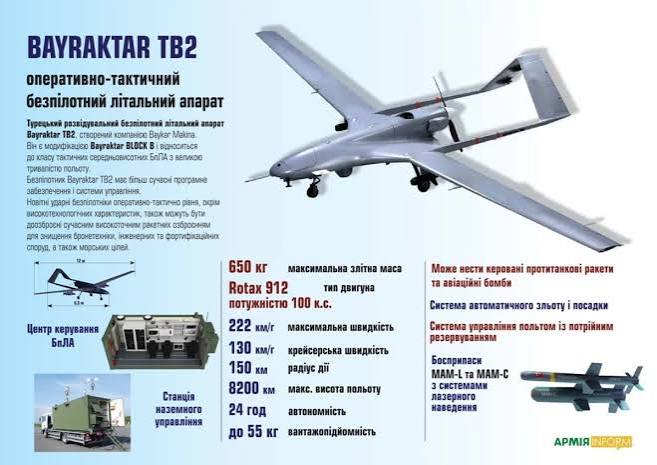 BAYRAKTAR TB2
оперативно-тактичний
безпілотний літальний апарат
Турецький розвідувальний безпілотний літальний апарат
Bayraktar TB2, створений компанією Baykar Makina.
Він є модифікацією Bayraktar BLOCK B і відноситься
до класу тактичних середньовисотних БпЛА з великою
тривалістю польоту.
Безпілотник Bayraktar TB2 має більш сучасні програмне
забезпечення і системи управління.
Новітні ударні безпілотники оперативно-тактично рівня, окрім
високотехнологічних характеристик, також можуть бути
дооззброєні сучасним високоточним ракетним озброєнням
для знищення бронетехніки, інженерних та фортифікаційних
споруд, а також морських цілей.
12 м
6,5 м
Центр керування
БпЛА
Станція
наземного
управління
650 кг максимальна злітна маса
Rotax 912 тип двигуна
потужністю 100 к.с.
222 км/г максимальна швидкість
130 км/г крейсерська швидкість
150 км радіус дії
8200 км макс. висота польоту
24 год автономність
до 55 кг вантажопідйомність
Може нести керовані протитанкові ракети
та авіаційні бомби
Система автоматичного зльоту і посадки
Система управління польотом із потрійним
резервуванням
Боєприпаси
MAM-L та MAM-C
з системами
лазерного
наведення
АРМІЯINFORM